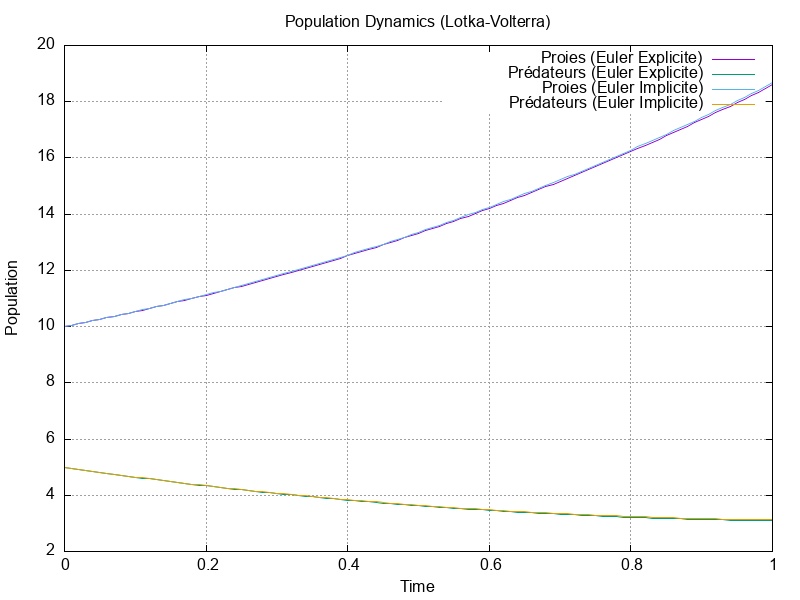 Population Dynamics (Lotka-Volterra)
Proies (Euler Explicite)
Prédateurs (Euler Explicite)
Proies (Euler Implicite)
Prédateurs (Euler Implicite)
20
18
16
14
12
10
8
6
4
2
Population
0 0.2 0.4 0.6 0.8 1
Time